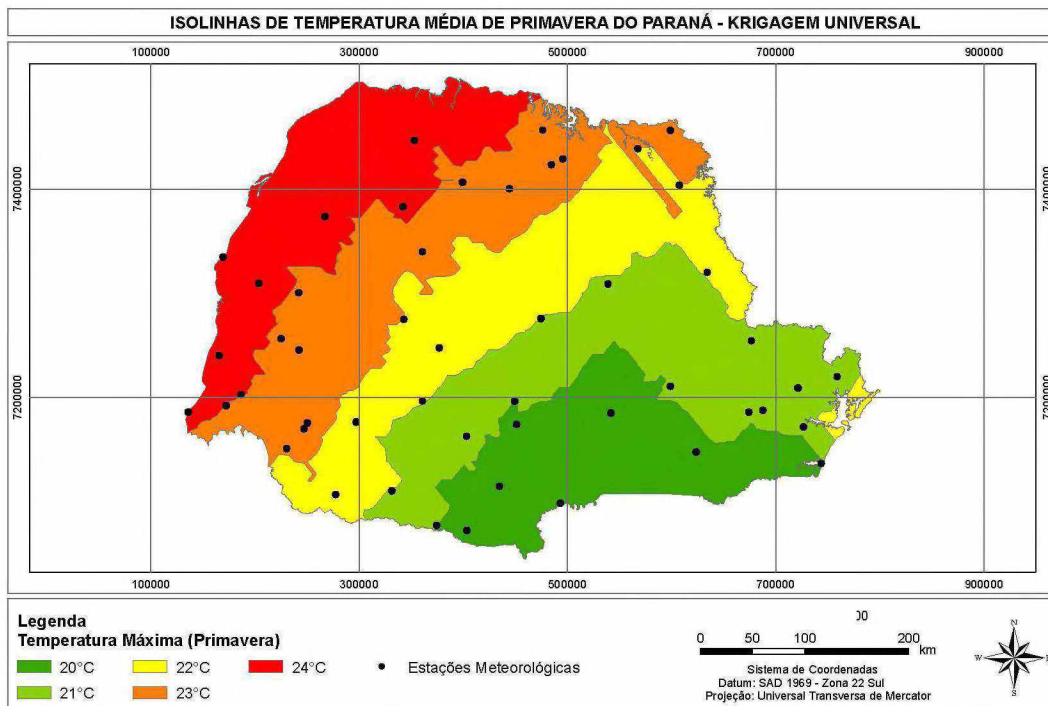 ISOLINHAS DE TEMPERATURA MÉDIA DE PRIMAVERA DO PARANÁ - KRIGAGEM UNIVERSAL
100000 300000 500000 700000 900000
7400000 7400000
7200000 7200000
100000 300000 500000 700000 900000
Legenda
Temperatura Máxima (Primavera)
20°C 22°C 24°C Estações Meteorológicas
21°C 23°C
00
0 50 100 200
km
Sistema de Coordenadas
Datum: SAD 1969 - Zona 22 Sul
Projeção: Universal Transversa de Mercator
N
W E
S